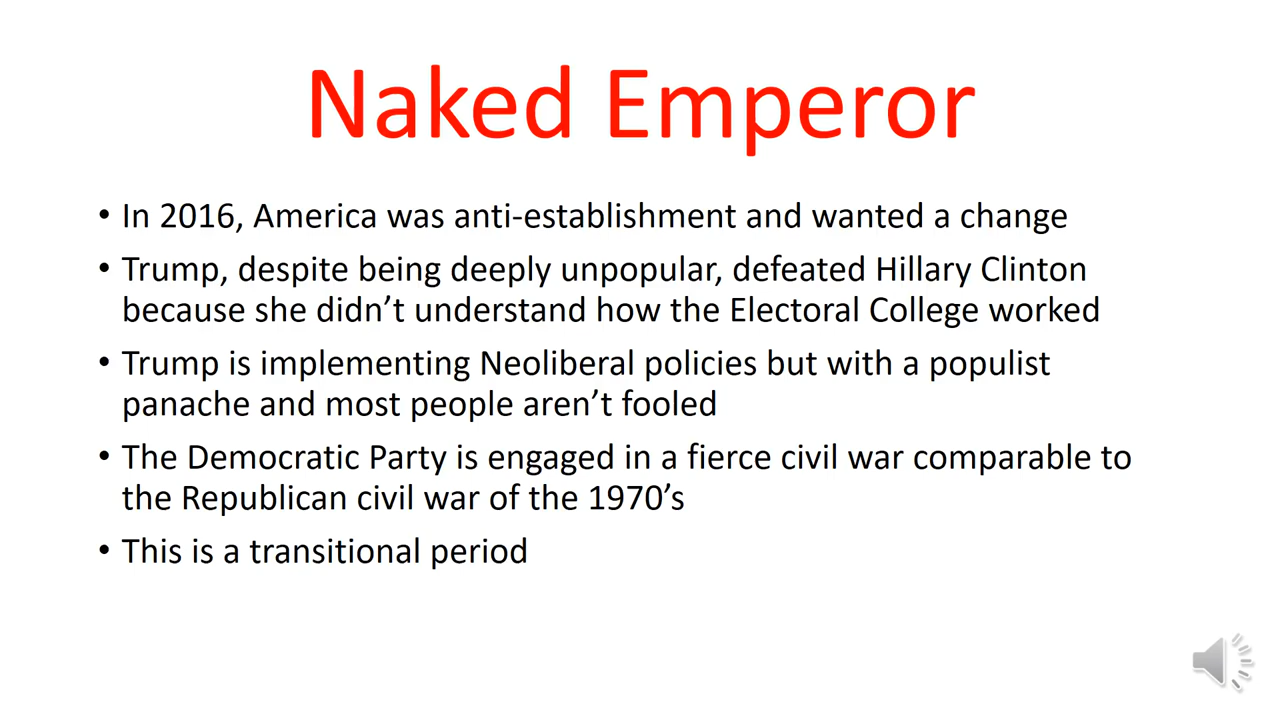 Naked Emperor
• In 2016, America was anti-establishment and wanted a change
• Trump, despite being deeply unpopular, defeated Hillary Clinton
because she didn’t understand how the Electoral College worked
• Trump is implementing Neoliberal policies but with a populist
panache and most people aren’t fooled
• The Democratic Party is engaged in a fierce civil war comparable to
the Republican civil war of the 1970’s
• This is a transitional period